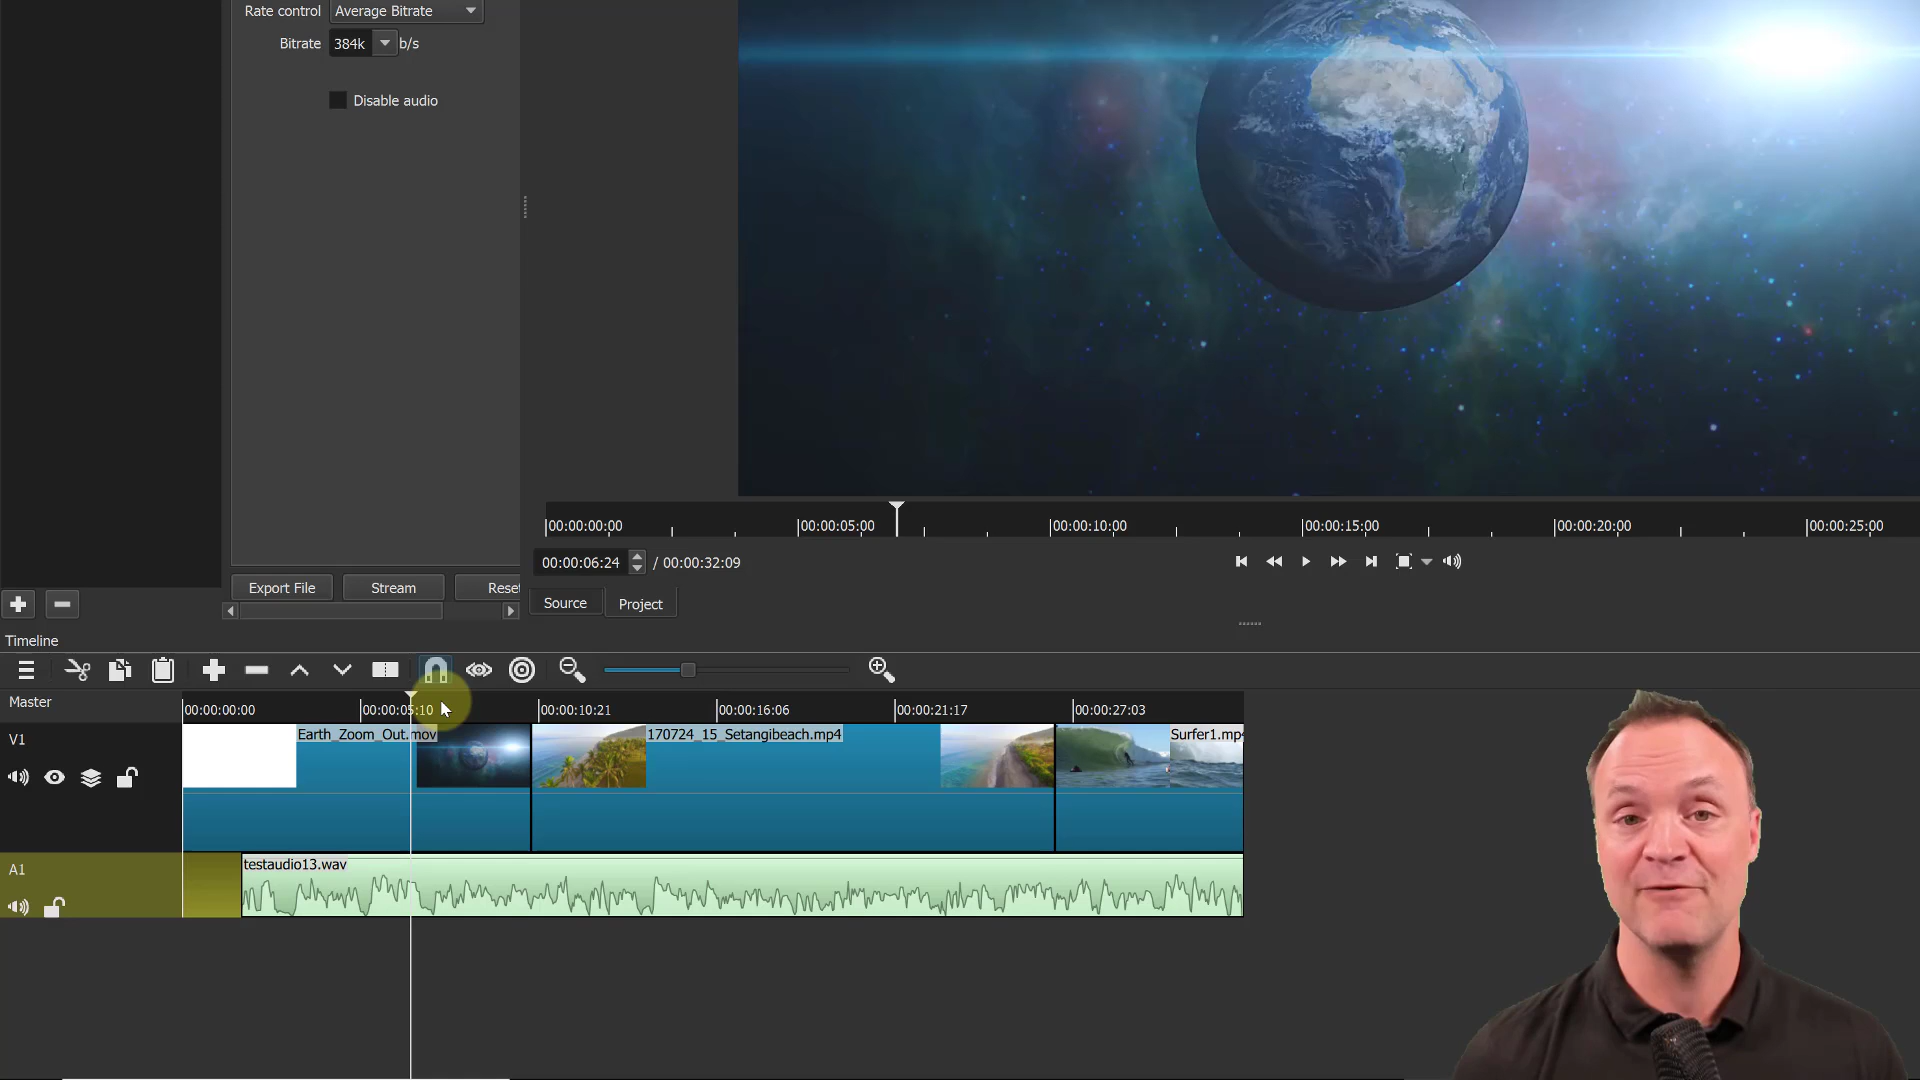 Rate control Average Bitrate
Bitrate 384k b/s
Disable audio
00:00:00:00 00:00:05:00 00:00:10:00 00:00:15:00 00:00:20:00 00:00:25:00
00:00:06:24 / 00:00:32:09
Export File Stream Reset
Source Project
Timeline
Master
00:00:00:00 00:00:05:10 00:00:10:21 00:00:16:06 00:00:21:17 00:00:27:03
V1 Earth_Zoom_Out.mov 170724_15_Setangibeach.mp4 Surfer1.mp4
A1 testaudio13.wav